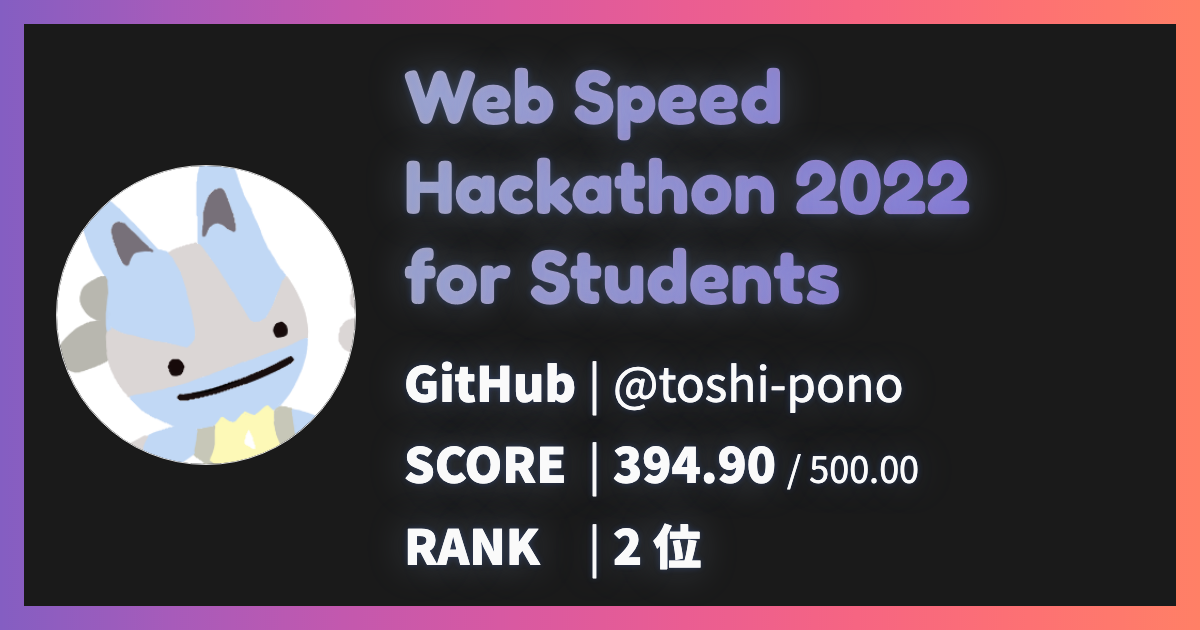 Web Speed
Hackathon 2022
for Students
GitHub | @toshi-pono
SCORE | 394.90 / 500.00
RANK | 2 位